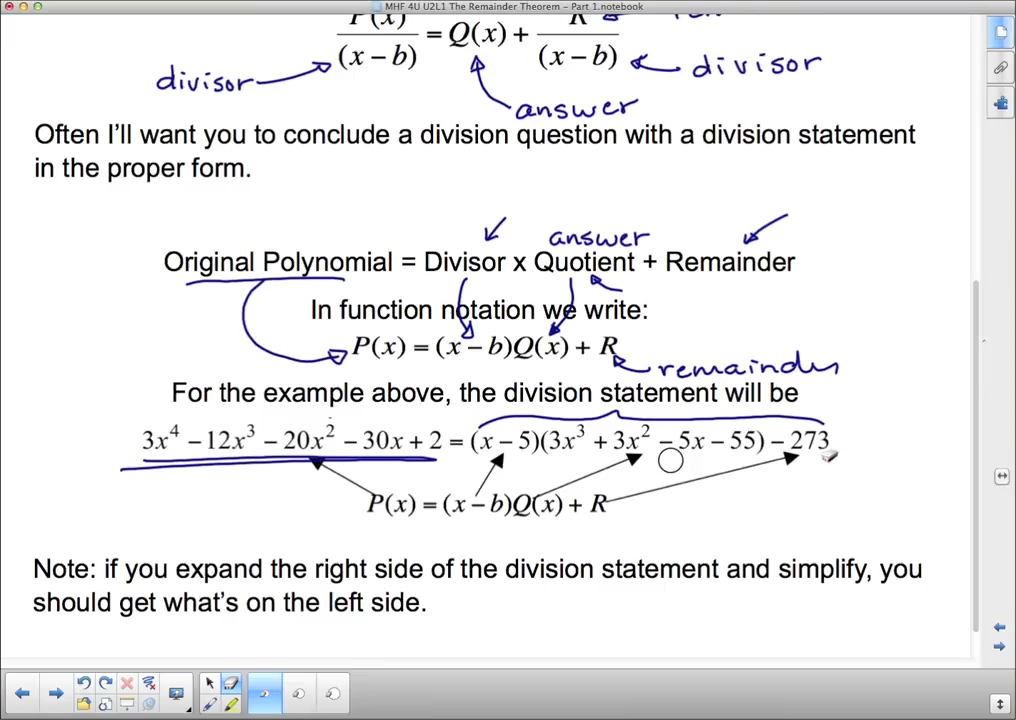 MHF 4U U2L1 The Remainder Theorem – Part 1.notebook
P(x) R
(x − b) = Q(x) + (x − b)
divisor divisor
answer
Often I'll want you to conclude a division question with a division statement
in the proper form.
answer
Original Polynomial = Divisor x Quotient + Remainder
In function notation we write:
P(x) = (x − b)Q(x) + R
remainder
For the example above, the division statement will be
3x⁴ − 12x³ − 20x² − 30x + 2 = (x − 5)(3x³ + 3x² − 5x − 55) − 273
P(x) = (x − b)Q(x) + R
Note: if you expand the right side of the division statement and simplify, you
should get what's on the left side.